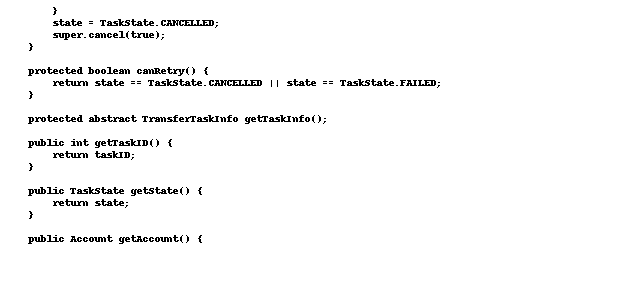 }
state = TaskState.CANCELLED;
super.cancel(true);
}
protected boolean canRetry() {
return state == TaskState.CANCELLED || state == TaskState.FAILED;
}
protected abstract TransferTaskInfo getTaskInfo();
public int getTaskID() {
return taskID;
}
public TaskState getState() {
return state;
}
public Account getAccount() {